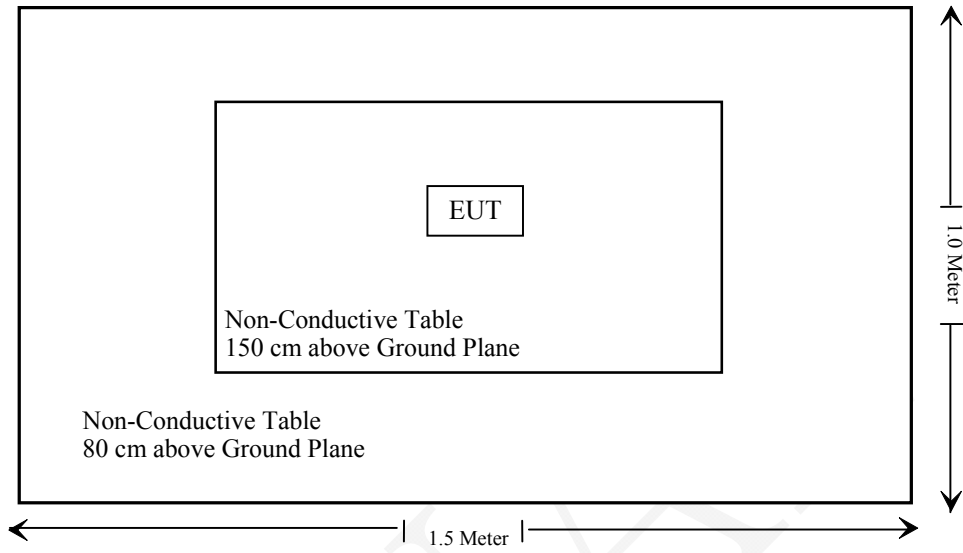 EUT
Non-Conductive Table
150 cm above Ground Plane
Non-Conductive Table
80 cm above Ground Plane
1.0 Meter
1.5 Meter